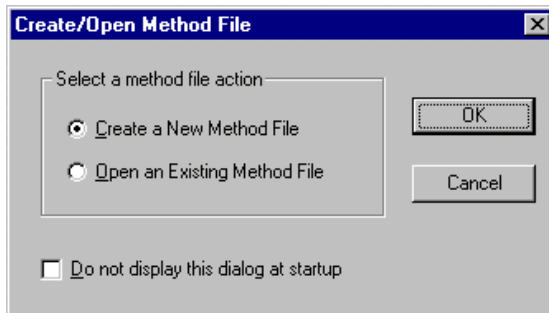 Create/Open Method File
Select a method file action
Create a New Method File
OK
Open an Existing Method File
Cancel
Do not display this dialog at startup